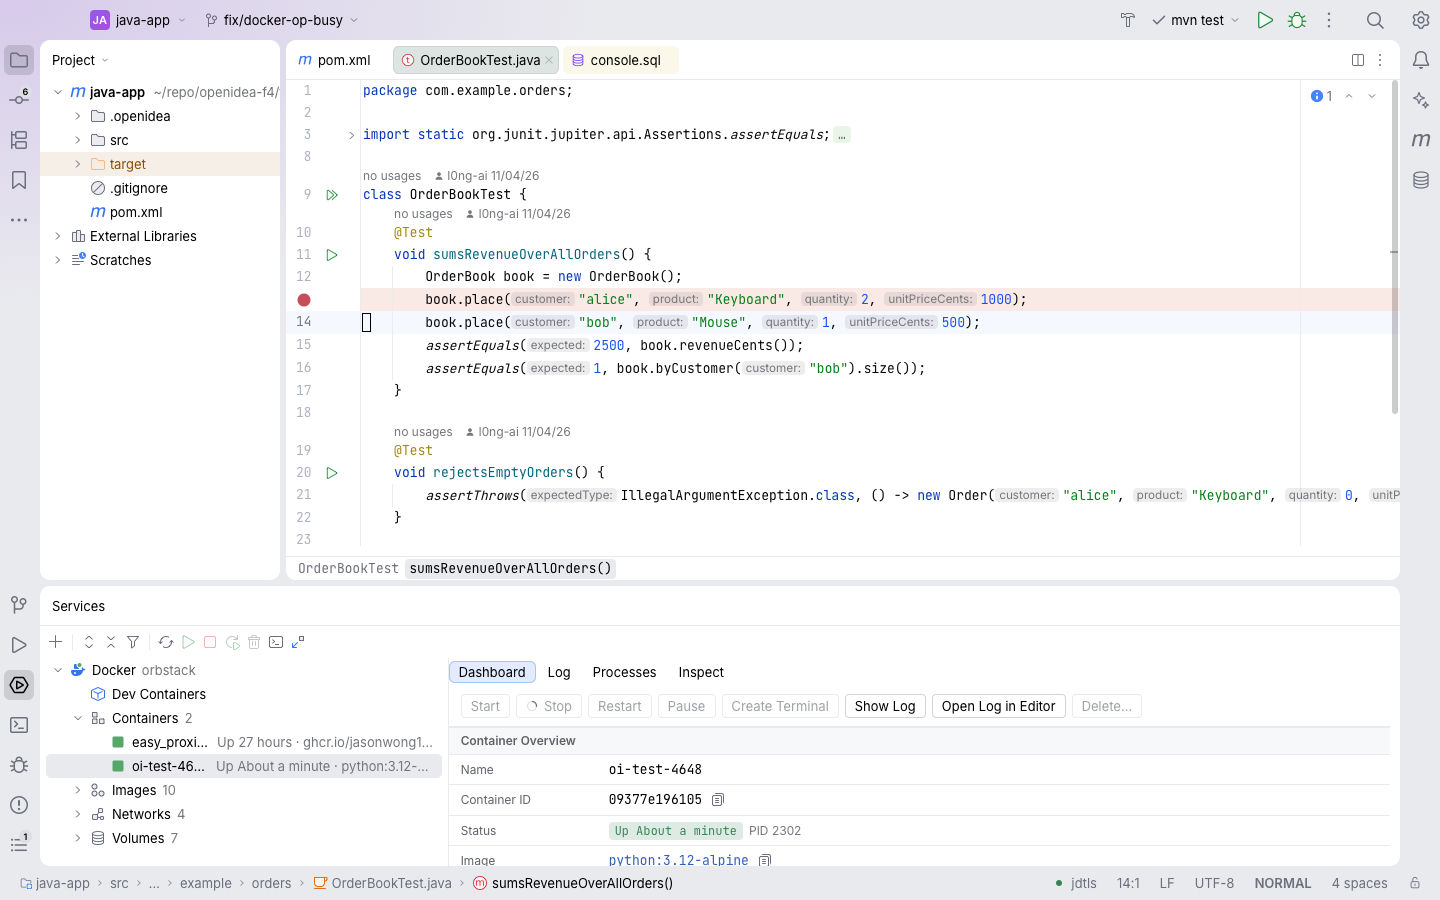 JA java-app fix/docker-op-busy mvn test
Project
java-app ~/repo/openidea-f4/
.openidea
src
target
.gitignore
pom.xml
External Libraries
Scratches
6
pom.xml OrderBookTest.java console.sql
1 package com.example.orders;
1
2
3 import static org.junit.jupiter.api.Assertions.assertEquals; …
8
no usages l0ng-ai 11/04/26
9 class OrderBookTest {
no usages l0ng-ai 11/04/26
10 @Test
11 void sumsRevenueOverAllOrders() {
12 OrderBook book = new OrderBook();
book.place( customer: "alice", product: "Keyboard", quantity: 2, unitPriceCents: 1000);
14 book.place( customer: "bob", product: "Mouse", quantity: 1, unitPriceCents: 500);
15 assertEquals( expected: 2500, book.revenueCents());
16 assertEquals( expected: 1, book.byCustomer( customer: "bob").size());
17 }
18
no usages l0ng-ai 11/04/26
19 @Test
20 void rejectsEmptyOrders() {
21 assertThrows( expectedType: IllegalArgumentException.class, () -> new Order( customer: "alice", product: "Keyboard", quantity: 0, unitP
22 }
23
OrderBookTest sumsRevenueOverAllOrders()
Services
Docker orbstack
Dev Containers
Containers 2
easy_proxi... Up 27 hours · ghcr.io/jasonwong1...
oi-test-46... Up About a minute · python:3.12-...
Images 10
Networks 4
Volumes 7
1
Dashboard Log Processes Inspect
Start Stop Restart Pause Create Terminal Show Log Open Log in Editor Delete...
Container Overview
Name oi-test-4648
Container ID 09377e196105
Status Up About a minute PID 2302
Image python:3.12-alpine
java-app › src › ... › example › orders › OrderBookTest.java › sumsRevenueOverAllOrders() jdtls 14:1 LF UTF-8 NORMAL 4 spaces